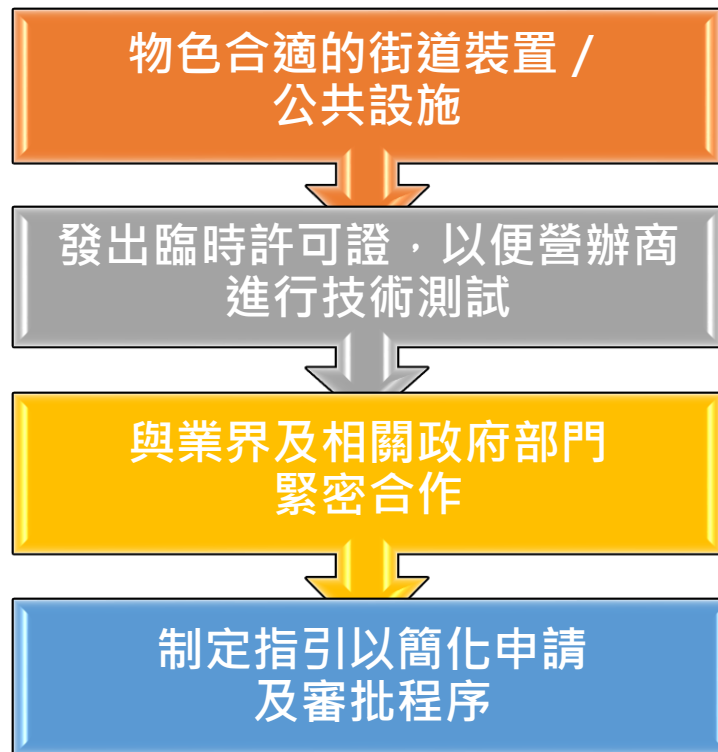 物色合適的街道裝置 /
公共設施
發出臨時許可證，以便營辦商
進行技術測試
與業界及相關政府部門
緊密合作
制定指引以簡化申請
及審批程序